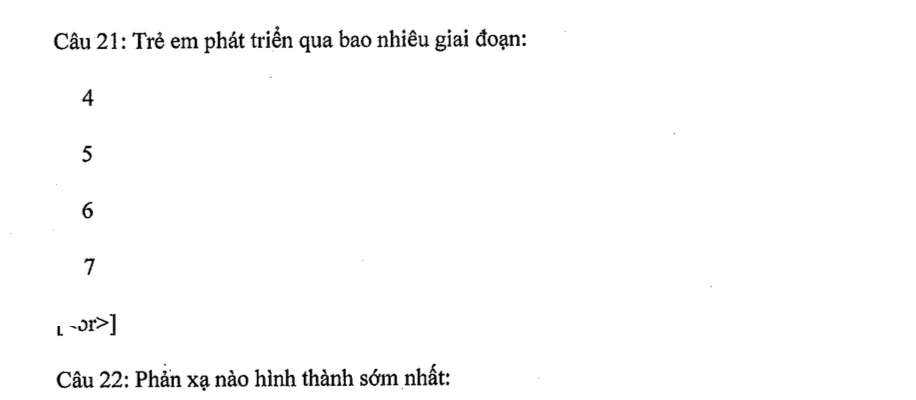 Câu 21: Trẻ em phát triển qua bao nhiêu giai đoạn:
4
5
6
7
r>]
Câu 22: Phản xạ nào hình thành sớm nhất: